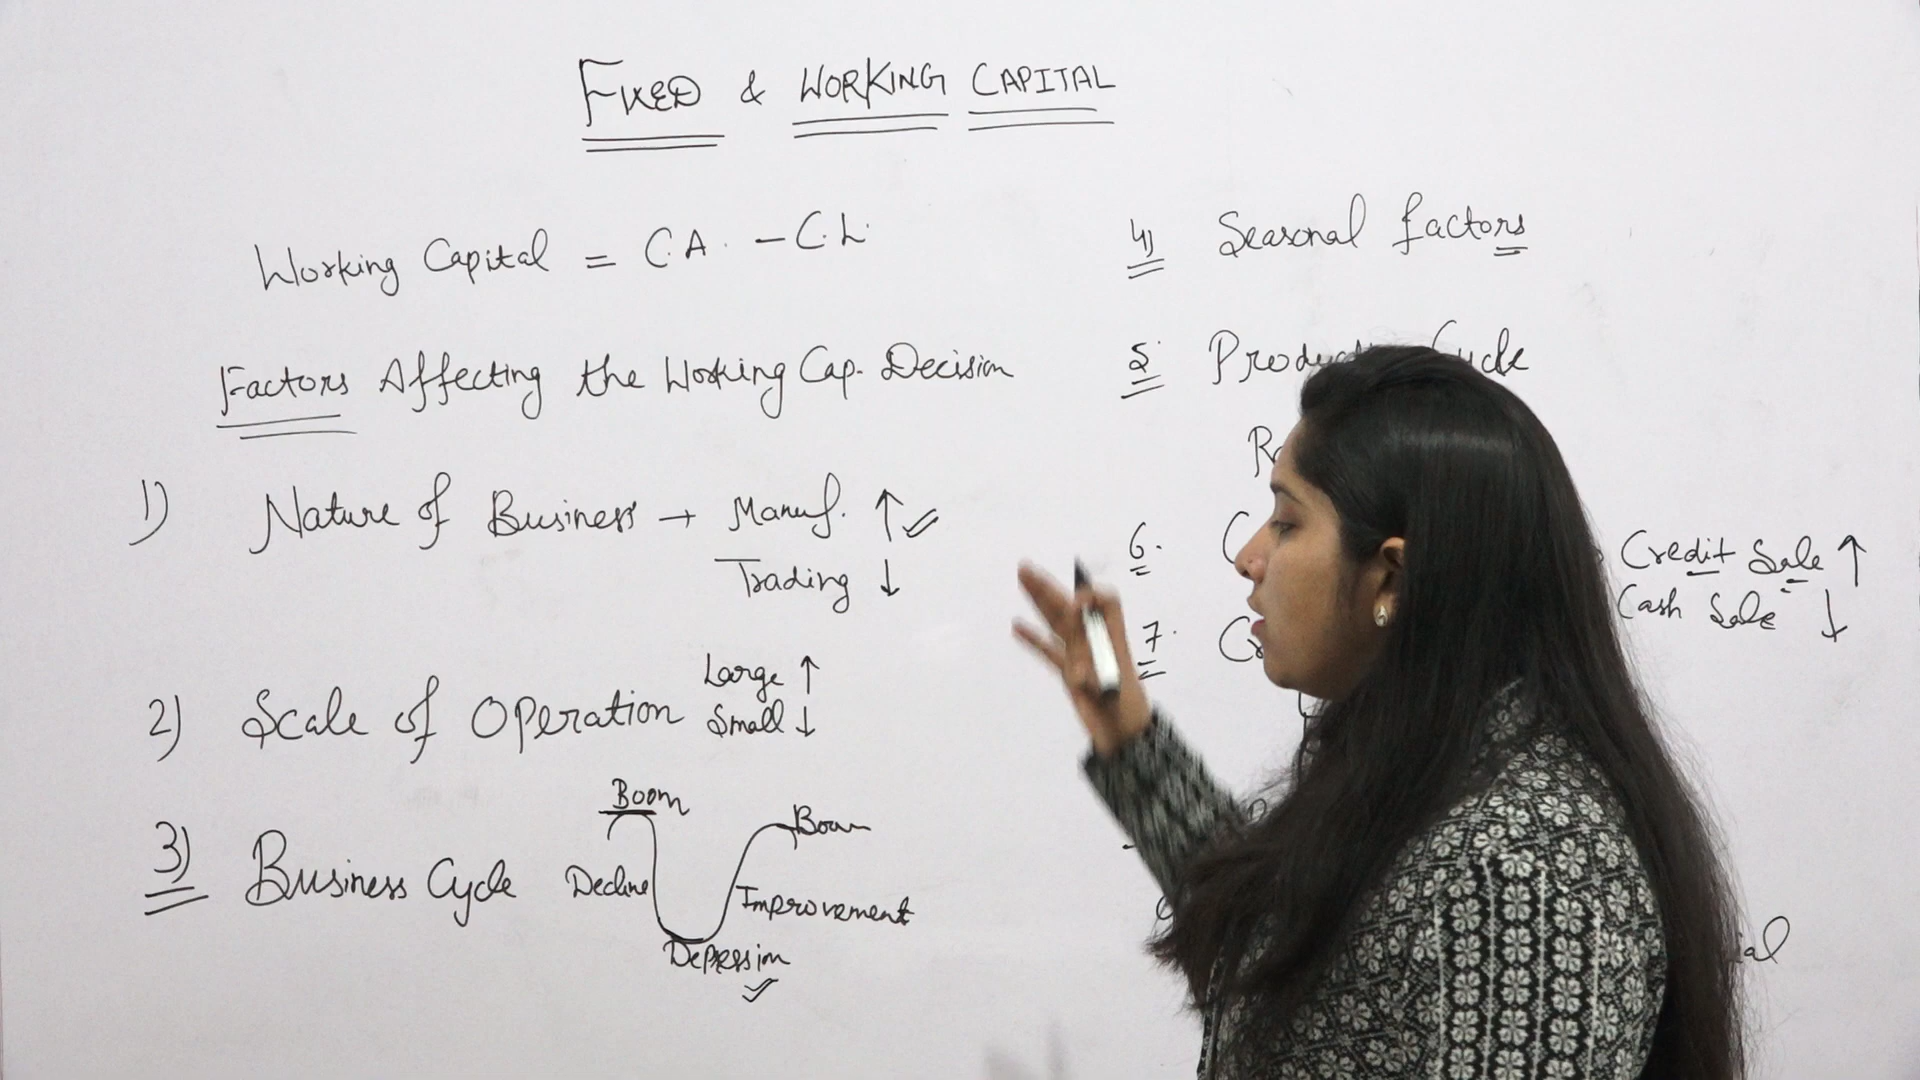 FIXED & WORKING CAPITAL
Working Capital = C.A. - C.L.
Factors Affecting the Working Cap. Decision
1) Nature of Business → Manuf. ↑ ✓
Trading ↓
2) Scale of Operation Large ↑
Small ↓
3) Business Cycle
Boom
Decline
Depression
Improvement
Boom
4) Seasonal factors
5. Cycle
6.
Credit Sale ↑
Cash Sale ↓
7.